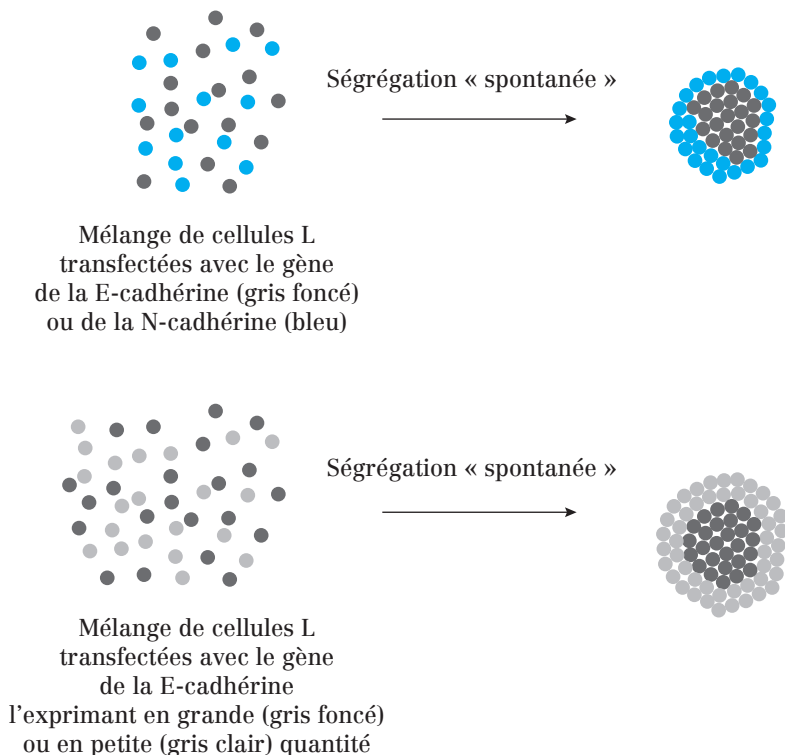 Ségrégation « spontanée »
Mélange de cellules L
transfectées avec le gène
de la E-cadhérine (gris foncé)
ou de la N-cadhérine (bleu)
Ségrégation « spontanée »
Mélange de cellules L
transfectées avec le gène
de la E-cadhérine
l'exprimant en grande (gris foncé)
ou en petite (gris clair) quantité